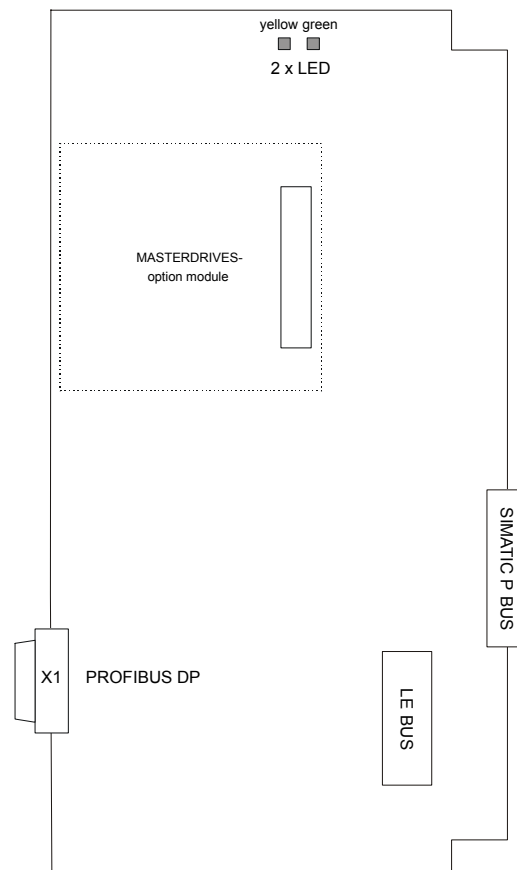 yellow green
2 x LED
MASTERDRIVES-
option module
SIMATIC P BUS
X1
PROFIBUS DP
LE BUS